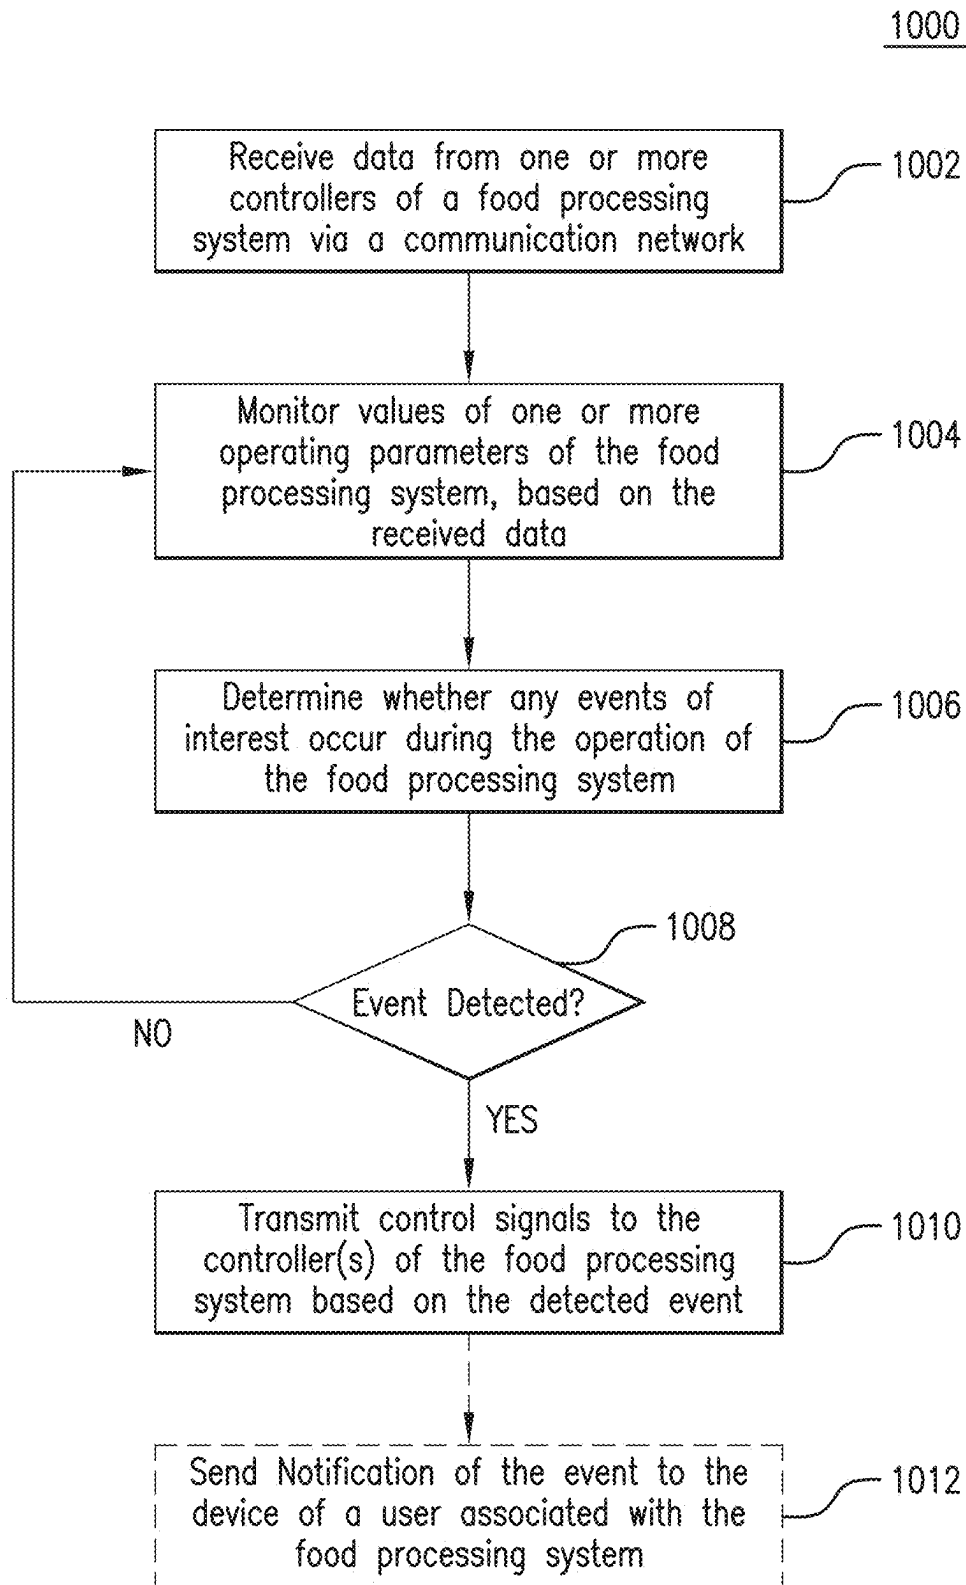 1000
Receive data from one or more
controllers of a food processing
system via a communication network
1002
Monitor values of one or more
operating parameters of the food
processing system, based on the
received data
1004
Determine whether any events of
interest occur during the operation of
the food processing system
1006
Event Detected?
1008
NO
YES
Transmit control signals to the
controller(s) of the food processing
system based on the detected event
1010
Send Notification of the event to the
device of a user associated with the
food processing system
1012